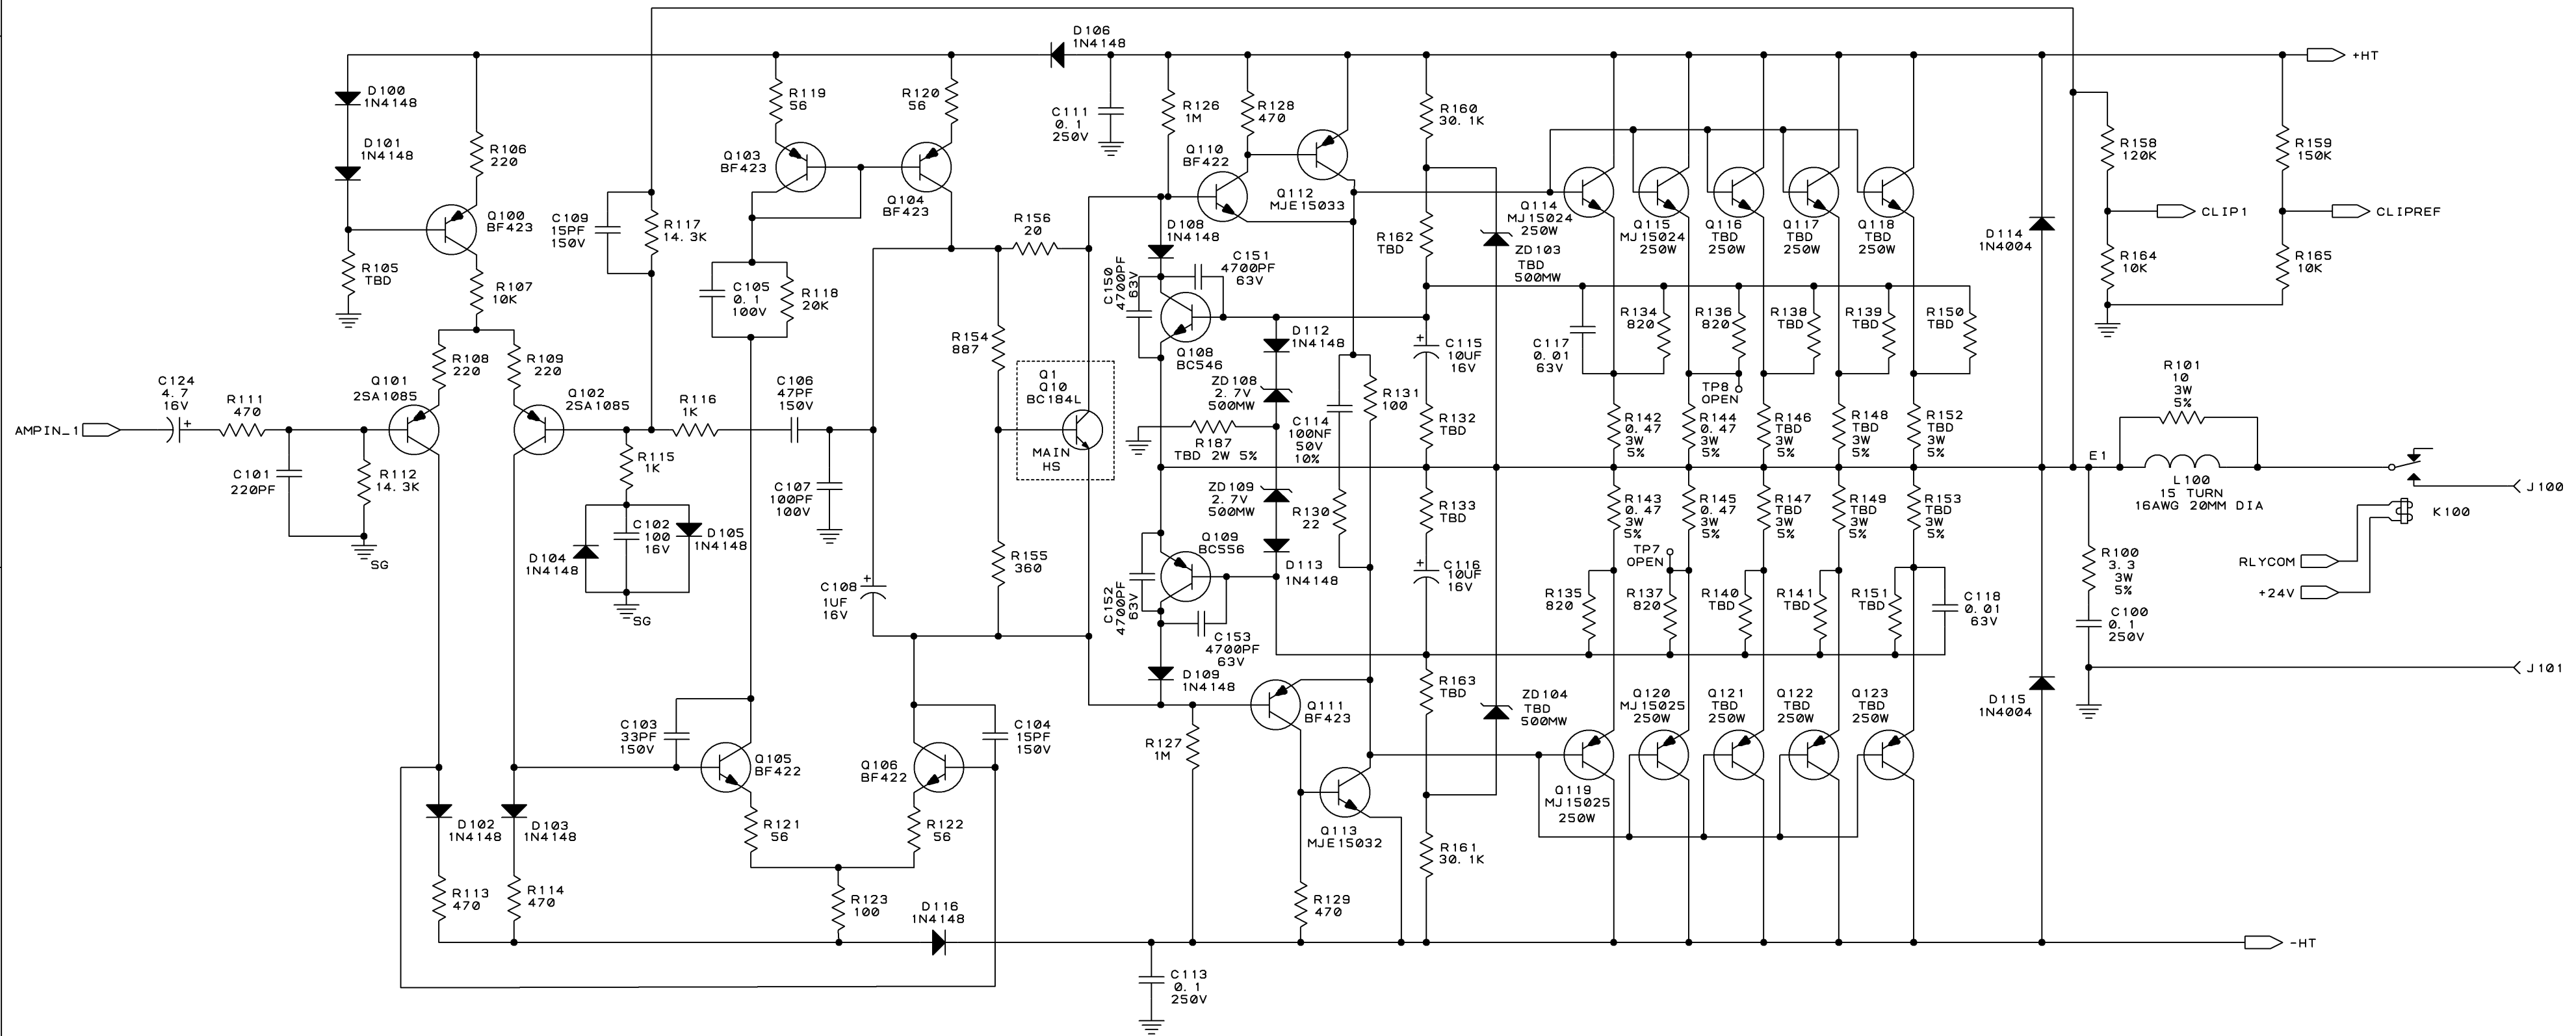 D106
1N4148
+HT
D100
1N4148
D101
1N4148
R106
220
Q100
BF423
R105
TBD
R107
10K
R108
220
R109
220
C124
4.7
16V
+
R111
470
AMPIN_1
Q101
2SA1085
Q102
2SA1085
C101
220PF
R112
14.3K
SG
C109
15PF
150V
R117
14.3K
R119
56
R120
56
Q103
BF423
Q104
BF423
C105
0.1
100V
R118
20K
R116
1K
C106
47PF
150V
R115
1K
C107
100PF
100V
D104
1N4148
C102
100
16V
D105
1N4148
SG
C108
1UF
16V
+
R156
20
R154
887
R155
360
Q1
Q10
BC184L
MAIN
HS
C103
33PF
150V
Q105
BF422
Q106
BF422
C104
15PF
150V
R121
56
R122
56
D102
1N4148
D103
1N4148
R113
470
R114
470
R123
100
D116
1N4148
C113
0.1
250V
C111
0.1
250V
R126
1M
R128
470
Q110
BF422
Q112
MJE15033
D108
1N4148
C150
4700PF
63V
C151
4700PF
63V
Q108
BC546
D112
1N4148
ZD108
2.7V
500MW
R187
TBD 2W 5%
C114
100NF
50V
10%
R131
100
ZD109
2.7V
500MW
R130
22
Q109
BC556
D113
1N4148
C152
4700PF
63V
C153
4700PF
63V
D109
1N4148
R127
1M
Q111
BF423
Q113
MJE15032
R129
470
R160
30.1K
R162
TBD
ZD103
TBD
500MW
C115
10UF
16V
+
R132
TBD
R133
TBD
C116
10UF
16V
+
R163
TBD
ZD104
TBD
500MW
R161
30.1K
Q114
MJ15024
250W
Q115
MJ15024
250W
Q116
TBD
250W
Q117
TBD
250W
Q118
TBD
250W
C117
0.01
63V
R134
820
R136
820
R138
TBD
R139
TBD
R150
TBD
TP8
OPEN
R142
0.47
3W
5%
R144
0.47
3W
5%
R146
TBD
3W
5%
R148
TBD
3W
5%
R152
TBD
3W
5%
R143
0.47
3W
5%
R145
0.47
3W
5%
R147
TBD
3W
5%
R149
TBD
3W
5%
R153
TBD
3W
5%
TP7
OPEN
R135
820
R137
820
R140
TBD
R141
TBD
R151
TBD
C118
0.01
63V
Q119
MJ15025
250W
Q120
MJ15025
250W
Q121
TBD
250W
Q122
TBD
250W
Q123
TBD
250W
D114
1N4004
D115
1N4004
R158
120K
R159
150K
CLIP1
CLIPREF
R164
10K
R165
10K
R101
10
3W
5%
E1
L100
15 TURN
16AWG 20MM DIA
J100
K100
R100
3.3
3W
5%
RLYCOM
+24V
C100
0.1
250V
J101
-HT